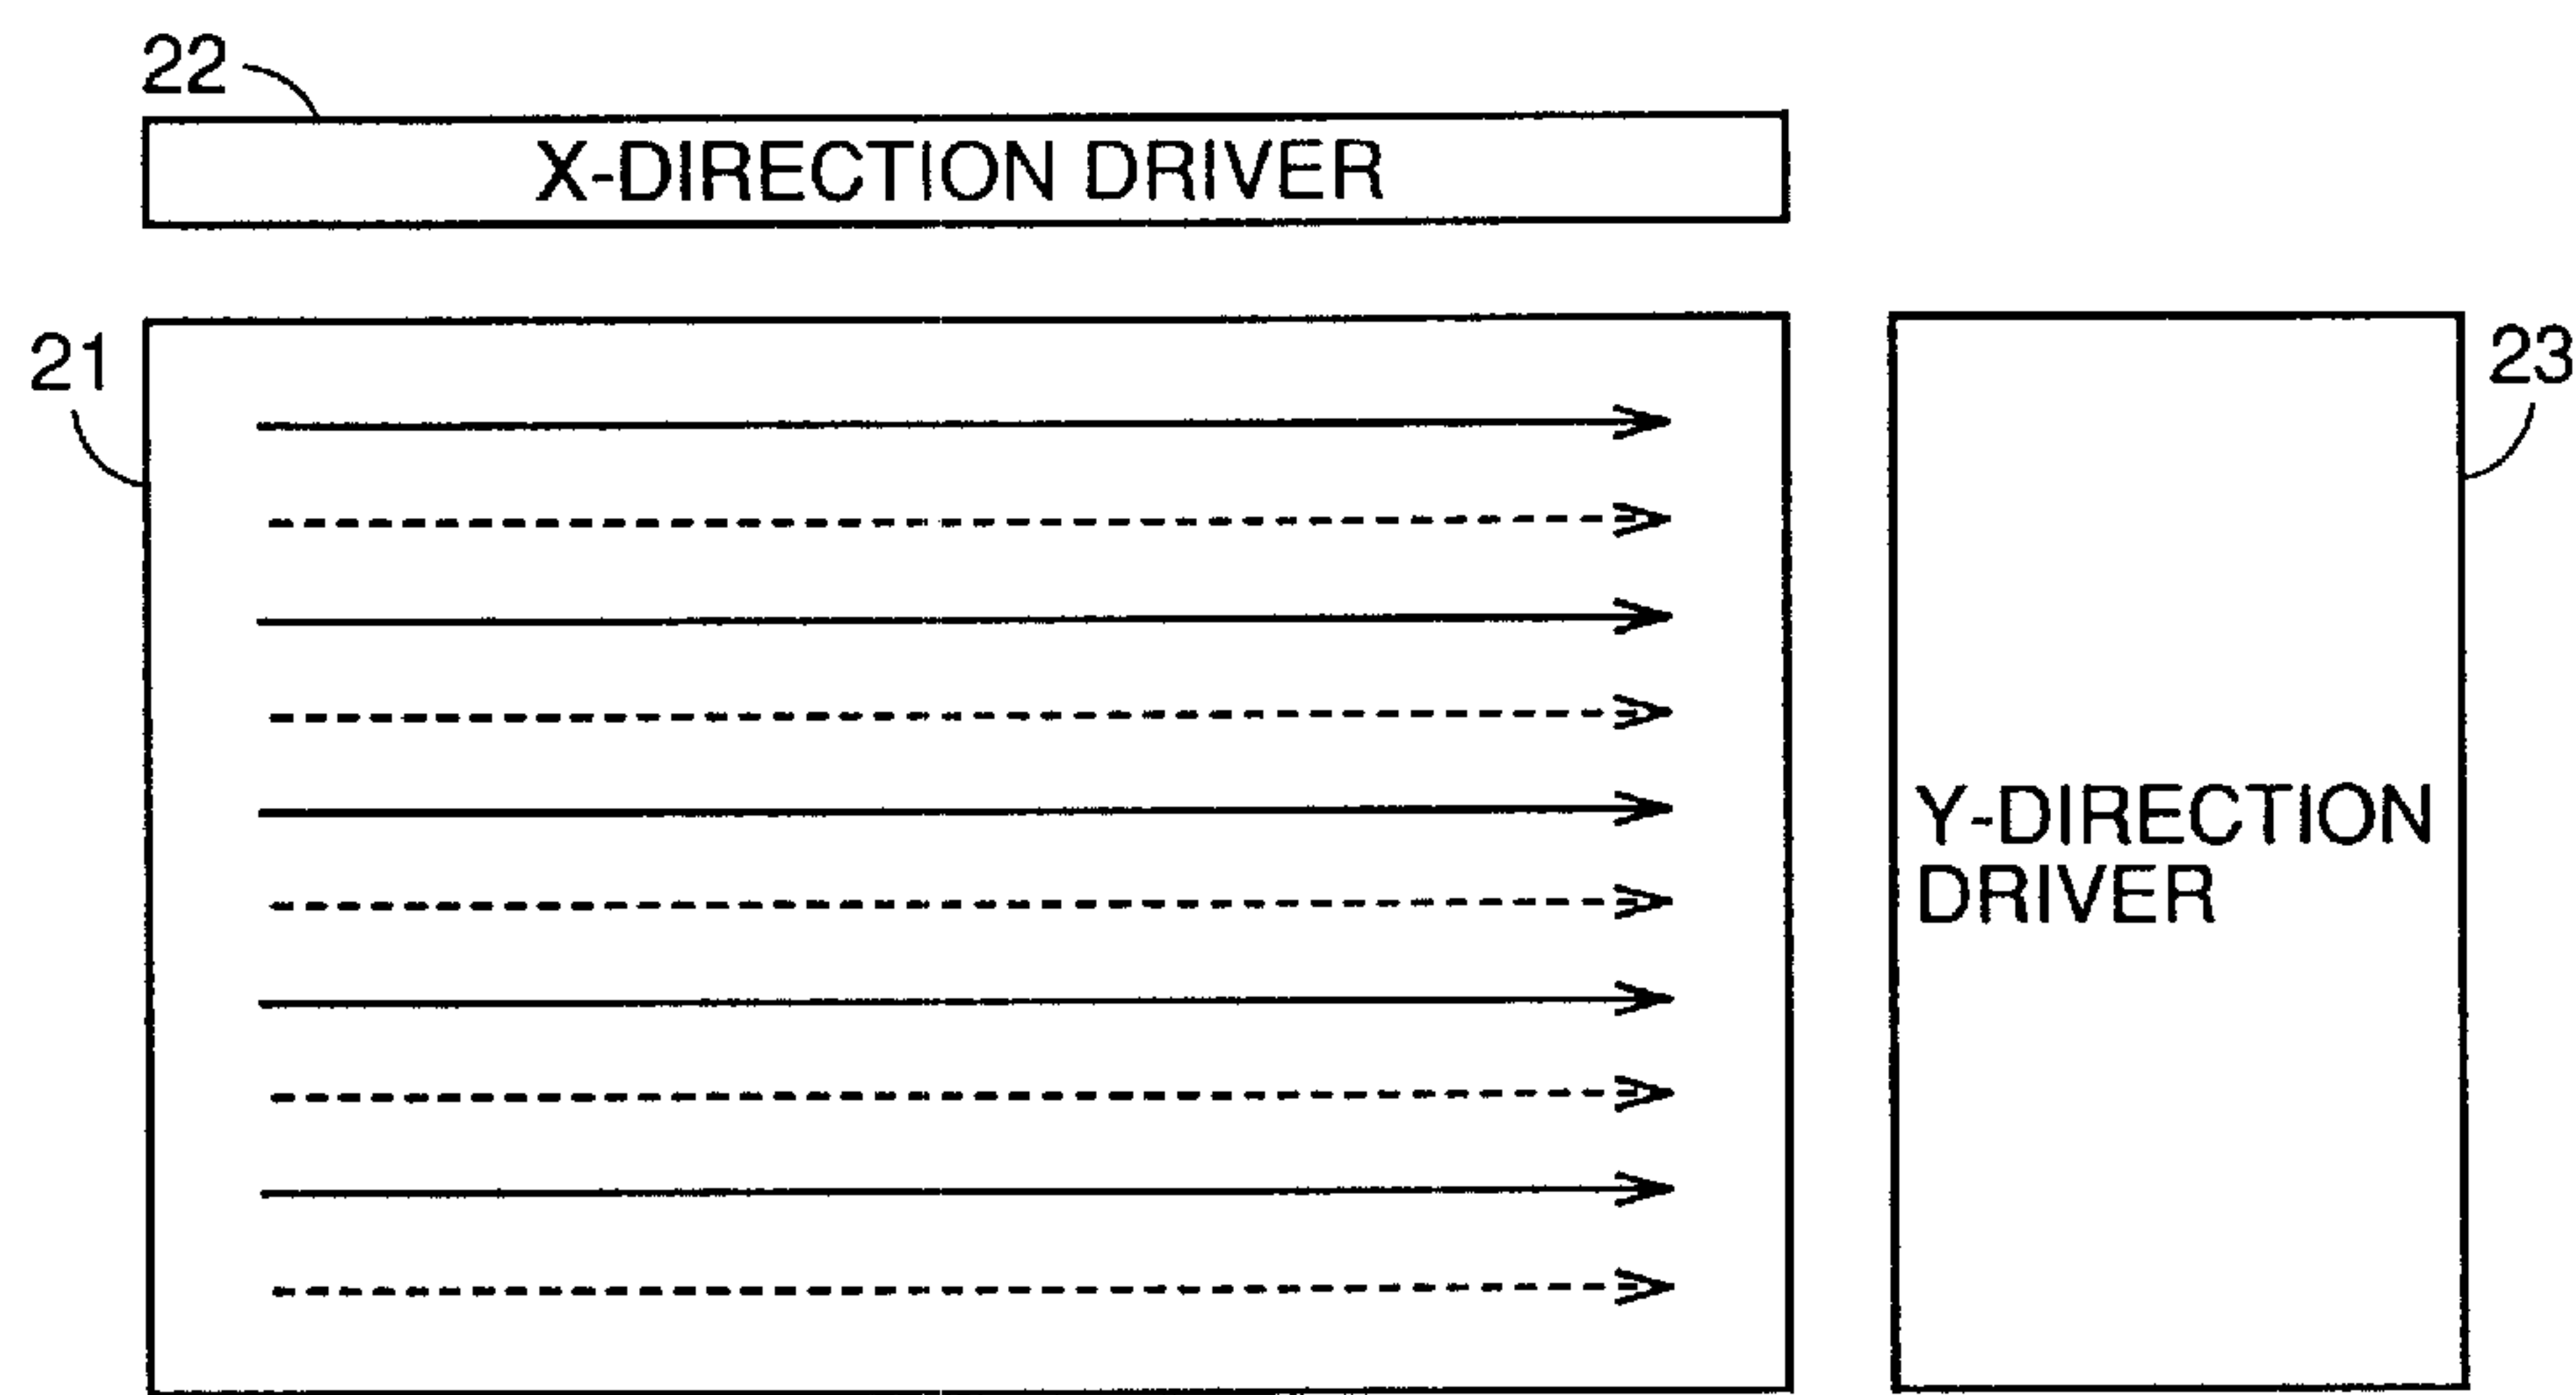 22
X-DIRECTION DRIVER
21
23
Y-DIRECTION
DRIVER